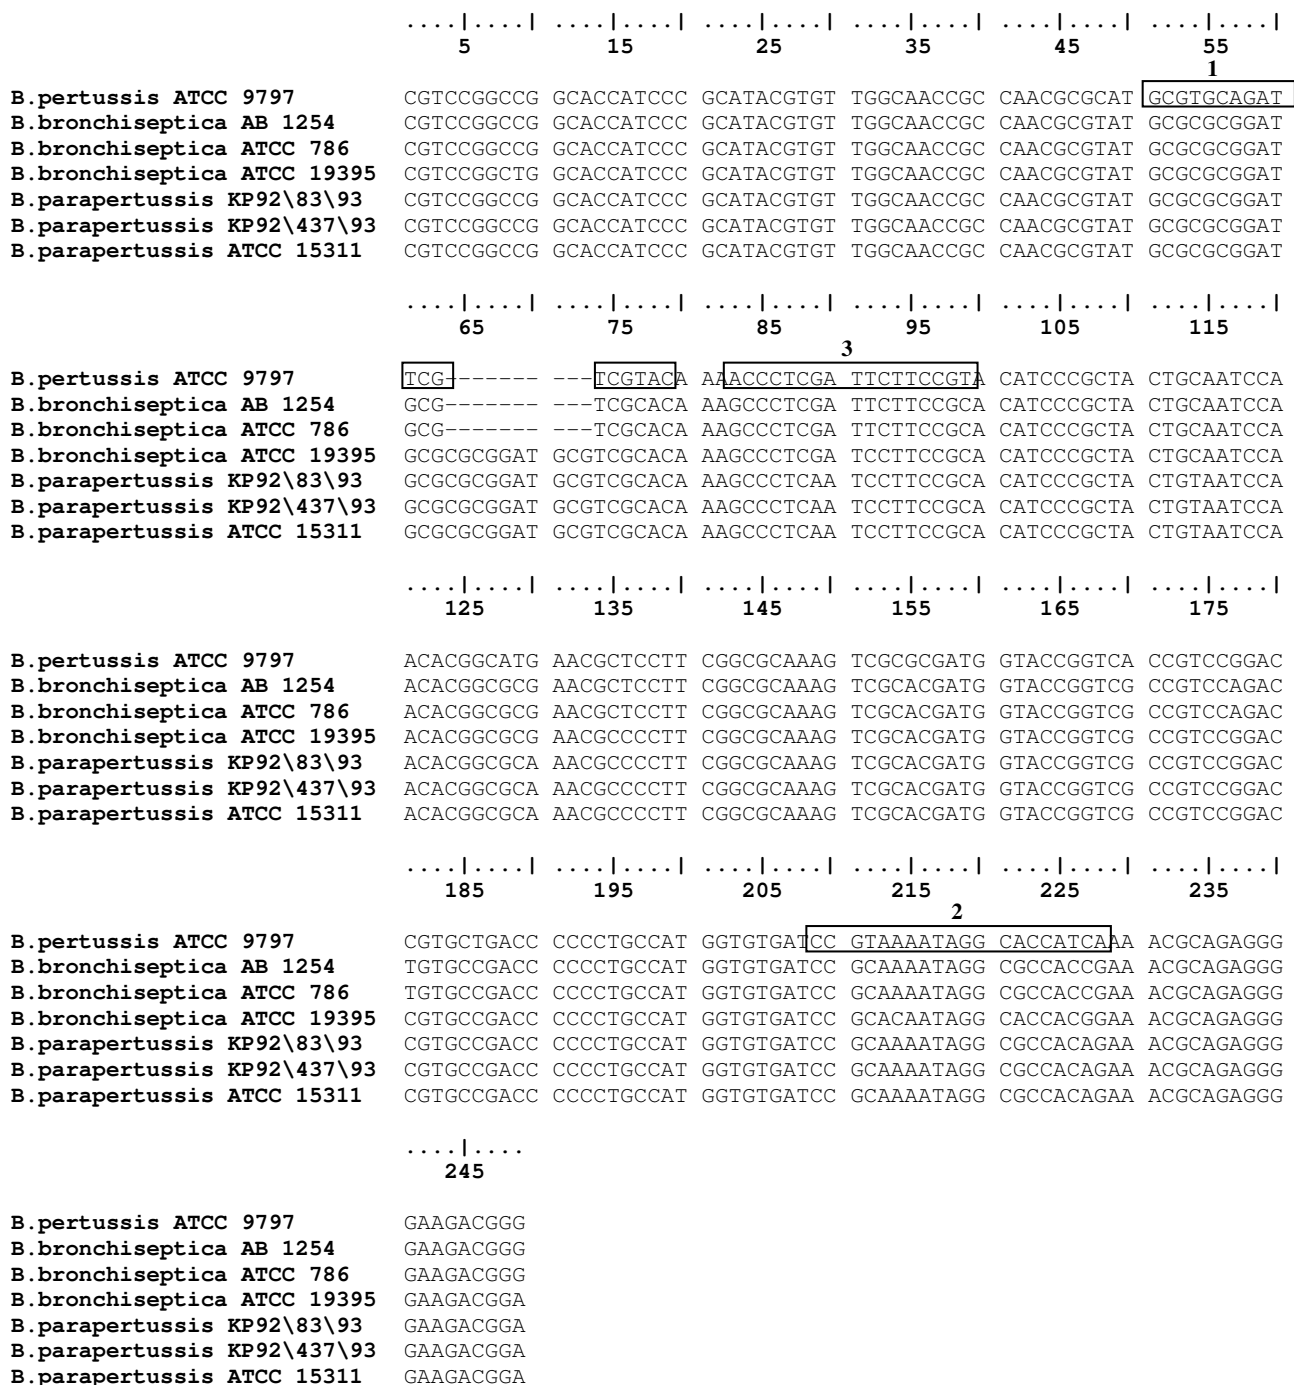 ....|....| ....|....| ....|....| ....|....| ....|....| ....|....|
5 15 25 35 45 55
1
B.pertussis ATCC 9797 CGTCCGGCCG GCACCATCCC GCATACGTGT TGGCAACCGC CAACGCGCAT GCGTGCAGAT
B.bronchiseptica AB 1254 CGTCCGGCCG GCACCATCCC GCATACGTGT TGGCAACCGC CAACGCGTAT GCGCGCGGAT
B.bronchiseptica ATCC 786 CGTCCGGCCG GCACCATCCC GCATACGTGT TGGCAACCGC CAACGCGTAT GCGCGCGGAT
B.bronchiseptica ATCC 19395 CGTCCGGCTG GCACCATCCC GCATACGTGT TGGCAACCGC CAACGCGTAT GCGCGCGGAT
B.parapertussis KP92\83\93 CGTCCGGCCG GCACCATCCC GCATACGTGT TGGCAACCGC CAACGCGTAT GCGCGCGGAT
B.parapertussis KP92\437\93 CGTCCGGCCG GCACCATCCC GCATACGTGT TGGCAACCGC CAACGCGTAT GCGCGCGGAT
B.parapertussis ATCC 15311 CGTCCGGCCG GCACCATCCC GCATACGTGT TGGCAACCGC CAACGCGTAT GCGCGCGGAT
....|....| ....|....| ....|....| ....|....| ....|....| ....|....|
65 75 85 95 105 115
3
B.pertussis ATCC 9797 TCG------- ---TCGTACA AAACCCTCGA TTCTTCCGTA CATCCCGCTA CTGCAATCCA
B.bronchiseptica AB 1254 GCG------- ---TCGCACA AAGCCCTCGA TTCTTCCGCA CATCCCGCTA CTGCAATCCA
B.bronchiseptica ATCC 786 GCG------- ---TCGCACA AAGCCCTCGA TTCTTCCGCA CATCCCGCTA CTGCAATCCA
B.bronchiseptica ATCC 19395 GCGCGCGGAT GCGTCGCACA AAGCCCTCGA TCCTTCCGCA CATCCCGCTA CTGCAATCCA
B.parapertussis KP92\83\93 GCGCGCGGAT GCGTCGCACA AAGCCCTCAA TCCTTCCGCA CATCCCGCTA CTGTAATCCA
B.parapertussis KP92\437\93 GCGCGCGGAT GCGTCGCACA AAGCCCTCAA TCCTTCCGCA CATCCCGCTA CTGTAATCCA
B.parapertussis ATCC 15311 GCGCGCGGAT GCGTCGCACA AAGCCCTCAA TCCTTCCGCA CATCCCGCTA CTGTAATCCA
....|....| ....|....| ....|....| ....|....| ....|....| ....|....|
125 135 145 155 165 175
B.pertussis ATCC 9797 ACACGGCATG AACGCTCCTT CGGCGCAAAG TCGCGCGATG GTACCGGTCA CCGTCCGGAC
B.bronchiseptica AB 1254 ACACGGCGCG AACGCTCCTT CGGCGCAAAG TCGCACGATG GTACCGGTCG CCGTCCAGAC
B.bronchiseptica ATCC 786 ACACGGCGCG AACGCTCCTT CGGCGCAAAG TCGCACGATG GTACCGGTCG CCGTCCAGAC
B.bronchiseptica ATCC 19395 ACACGGCGCG AACGCCCCTT CGGCGCAAAG TCGCACGATG GTACCGGTCG CCGTCCGGAC
B.parapertussis KP92\83\93 ACACGGCGCA AACGCCCCTT CGGCGCAAAG TCGCACGATG GTACCGGTCG CCGTCCGGAC
B.parapertussis KP92\437\93 ACACGGCGCA AACGCCCCTT CGGCGCAAAG TCGCACGATG GTACCGGTCG CCGTCCGGAC
B.parapertussis ATCC 15311 ACACGGCGCA AACGCCCCTT CGGCGCAAAG TCGCACGATG GTACCGGTCG CCGTCCGGAC
....|....| ....|....| ....|....| ....|....| ....|....| ....|....|
185 195 205 215 225 235
2
B.pertussis ATCC 9797 CGTGCTGACC CCCCTGCCAT GGTGTGATCC GTAAAATAGG CACCATCAAA ACGCAGAGGG
B.bronchiseptica AB 1254 TGTGCCGACC CCCCTGCCAT GGTGTGATCC GCAAAATAGG CGCCACCGAA ACGCAGAGGG
B.bronchiseptica ATCC 786 TGTGCCGACC CCCCTGCCAT GGTGTGATCC GCAAAATAGG CGCCACCGAA ACGCAGAGGG
B.bronchiseptica ATCC 19395 CGTGCCGACC CCCCTGCCAT GGTGTGATCC GCACAATAGG CACCACGGAA ACGCAGAGGG
B.parapertussis KP92\83\93 CGTGCCGACC CCCCTGCCAT GGTGTGATCC GCAAAATAGG CGCCACAGAA ACGCAGAGGG
B.parapertussis KP92\437\93 CGTGCCGACC CCCCTGCCAT GGTGTGATCC GCAAAATAGG CGCCACAGAA ACGCAGAGGG
B.parapertussis ATCC 15311 CGTGCCGACC CCCCTGCCAT GGTGTGATCC GCAAAATAGG CGCCACAGAA ACGCAGAGGG
....|....
245
B.pertussis ATCC 9797 GAAGACGGG
B.bronchiseptica AB 1254 GAAGACGGG
B.bronchiseptica ATCC 786 GAAGACGGG
B.bronchiseptica ATCC 19395 GAAGACGGA
B.parapertussis KP92\83\93 GAAGACGGA
B.parapertussis KP92\437\93 GAAGACGGA
B.parapertussis ATCC 15311 GAAGACGGA